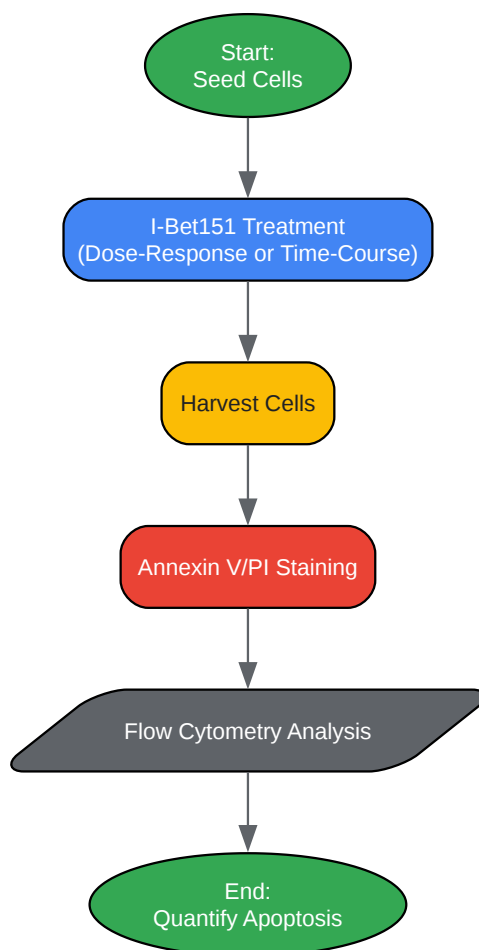 Start:
Seed Cells
I-Bet151 Treatment
(Dose-Response or Time-Course)
Harvest Cells
Annexin V/PI Staining
Flow Cytometry Analysis
End:
Quantify Apoptosis